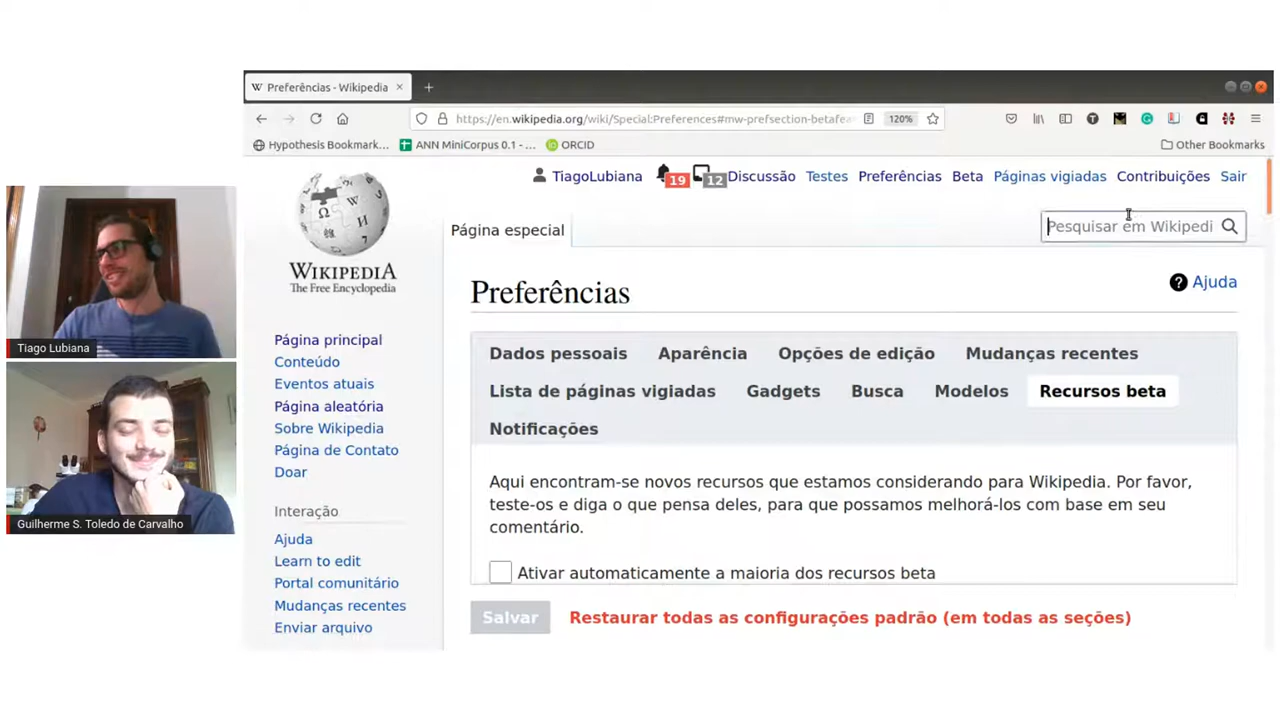 Preferências - Wikipedia
https://en.wikipedia.org/wiki/Special:Preferences#mw-prefsection-betafea
120%
Hypothesis Bookmark...
ANN MiniCorpus 0.1 - ...
ORCID
Other Bookmarks
TiagoLubiana
19
12
Discussão
Testes
Preferências
Beta
Páginas vigiadas
Contribuições
Sair
Página especial
Pesquisar em Wikipedi
WIKIPEDIA
The Free Encyclopedia
Preferências
Ajuda
Página principal
Conteúdo
Eventos atuais
Página aleatória
Sobre Wikipedia
Página de Contato
Doar
Interação
Ajuda
Learn to edit
Portal comunitário
Mudanças recentes
Enviar arquivo
Dados pessoais
Aparência
Opções de edição
Mudanças recentes
Lista de páginas vigiadas
Gadgets
Busca
Modelos
Recursos beta
Notificações
Aqui encontram-se novos recursos que estamos considerando para Wikipedia. Por favor,
teste-os e diga o que pensa deles, para que possamos melhorá-los com base em seu
comentário.
Ativar automaticamente a maioria dos recursos beta
Salvar
Restaurar todas as configurações padrão (em todas as seções)
Tiago Lubiana
Guilherme S. Toledo de Carvalho